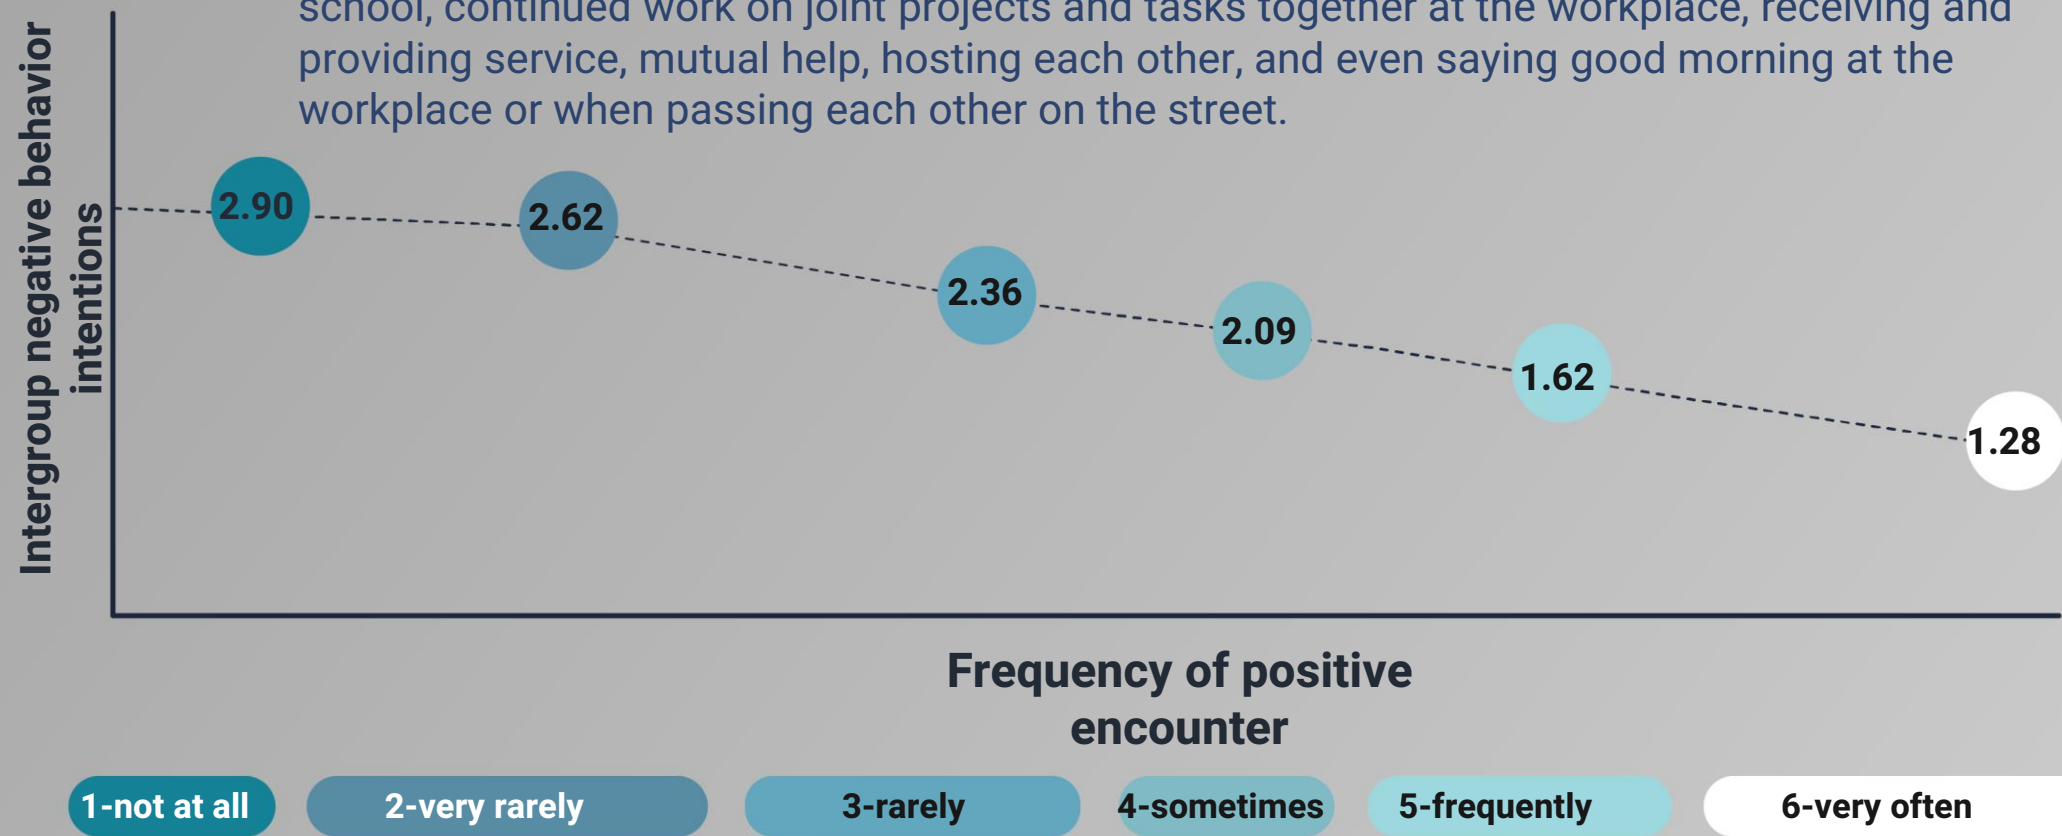 school, continued work on joint projects and tasks together at the workplace, receiving and
providing service, mutual help, hosting each other, and even saying good morning at the
workplace or when passing each other on the street.
Intergroup negative behavior
intentions
2.90
2.62
2.36
2.09
1.62
1.28
Frequency of positive
encounter
1-not at all
2-very rarely
3-rarely
4-sometimes
5-frequently
6-very often